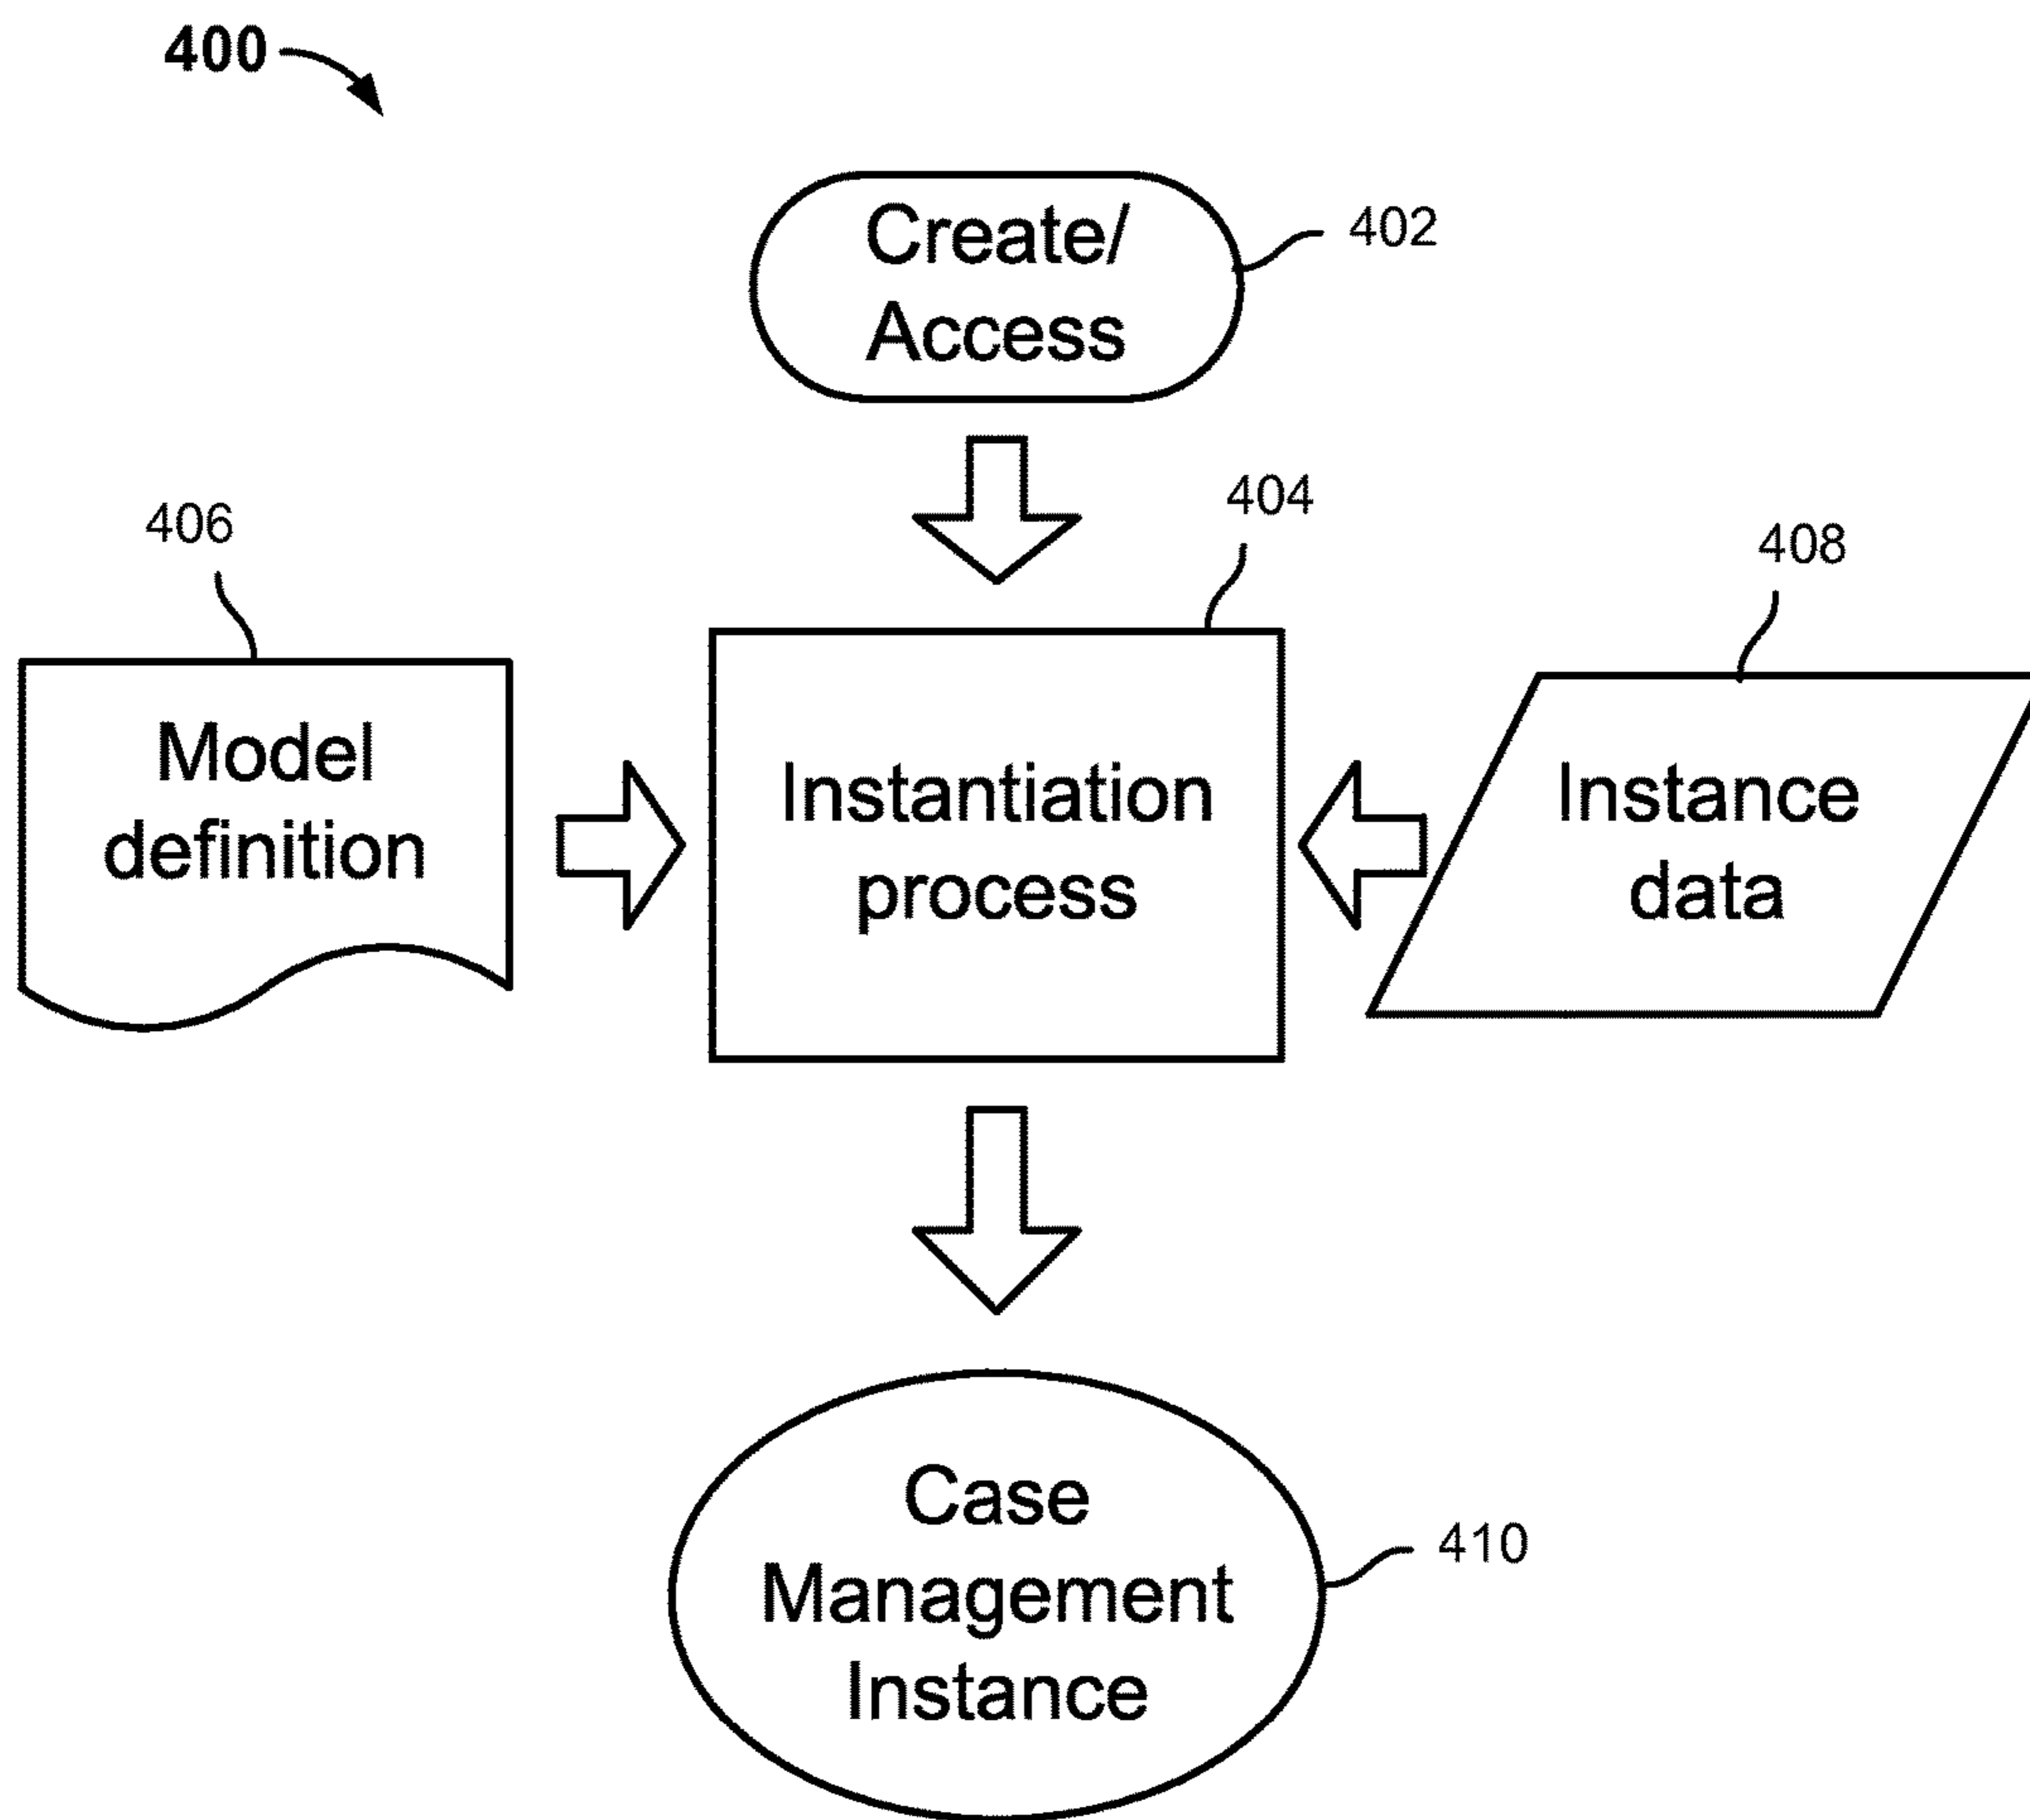 400
Create/
Access
402
404
406
408
Model
definition
Instantiation
process
Instance
data
Case
Management
Instance
410